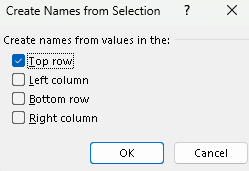 Create Names from Selection ? ×
Create names from values in the:
Top row
Left column
Bottom row
Right column
OK Cancel